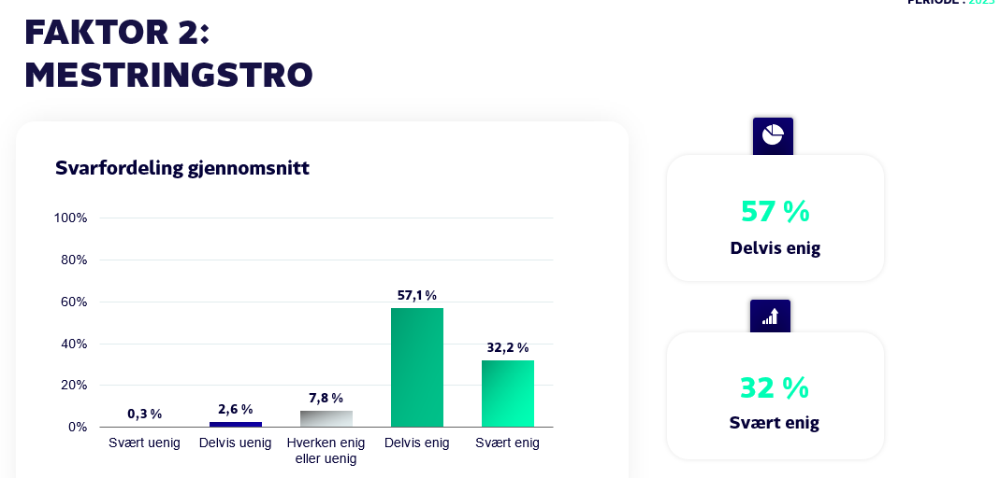 PERIODE : 2023
FAKTOR 2:
MESTRINGSTRO
Svarfordeling gjennomsnitt
100%
80%
60%
40%
20%
0%
0,3 %
2,6 %
7,8 %
57,1 %
32,2 %
Svært uenig
Delvis uenig
Hverken enig
eller uenig
Delvis enig
Svært enig
57 %
Delvis enig
32 %
Svært enig